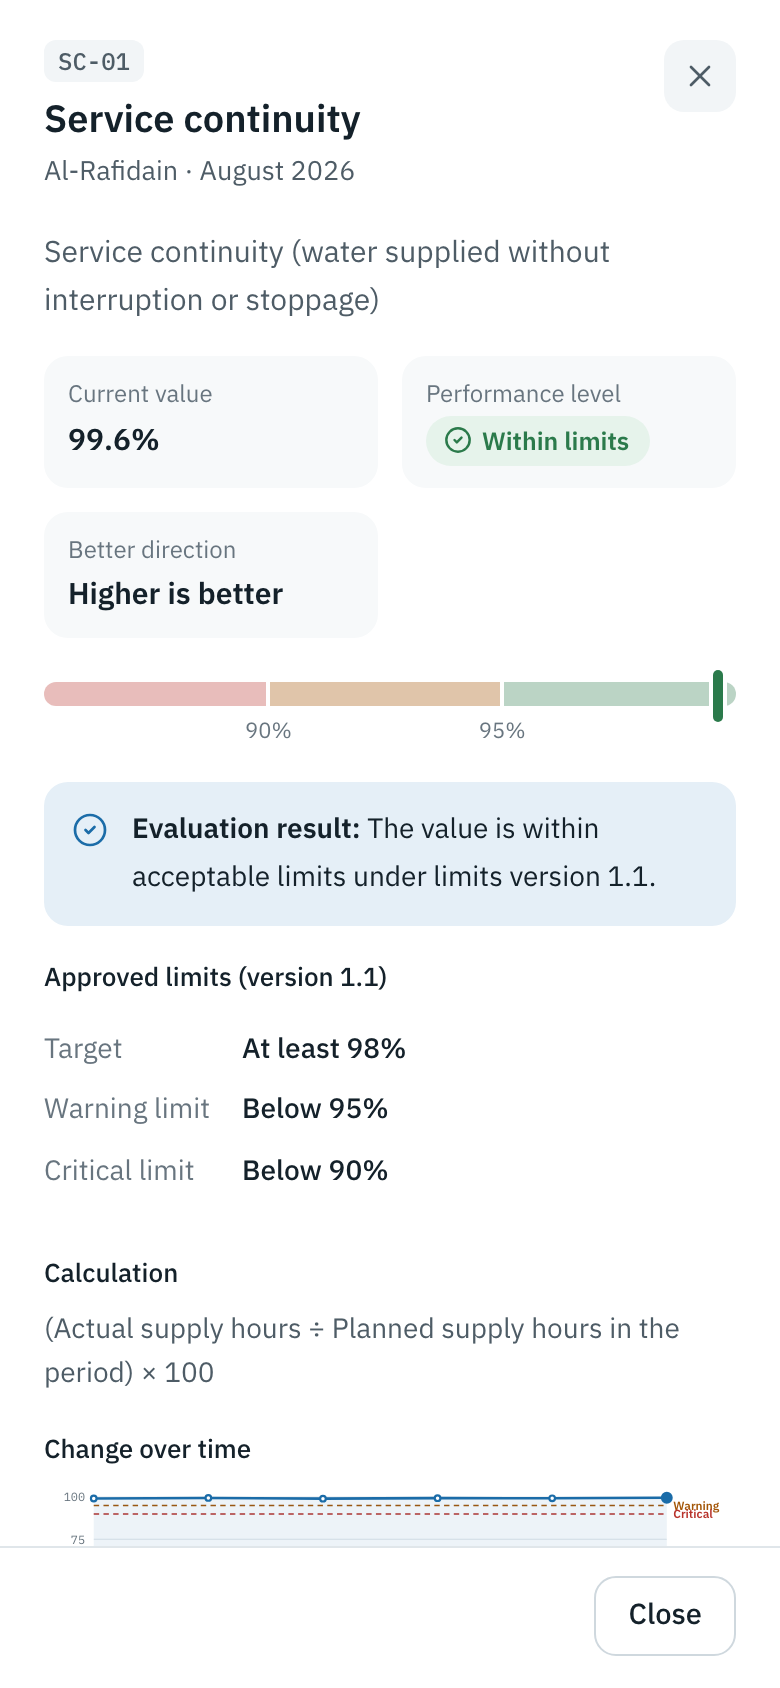 SC-01
Service continuity
Al-Rafidain · August 2026
Service continuity (water supplied without
interruption or stoppage)
Current value
99.6%
Performance level
Within limits
Better direction
Higher is better
90%
95%
Evaluation result: The value is within
acceptable limits under limits version 1.1.
Approved limits (version 1.1)
Target At least 98%
Warning limit Below 95%
Critical limit Below 90%
Calculation
(Actual supply hours ÷ Planned supply hours in the
period) × 100
Change over time
100
Warning
Critical
75
Close